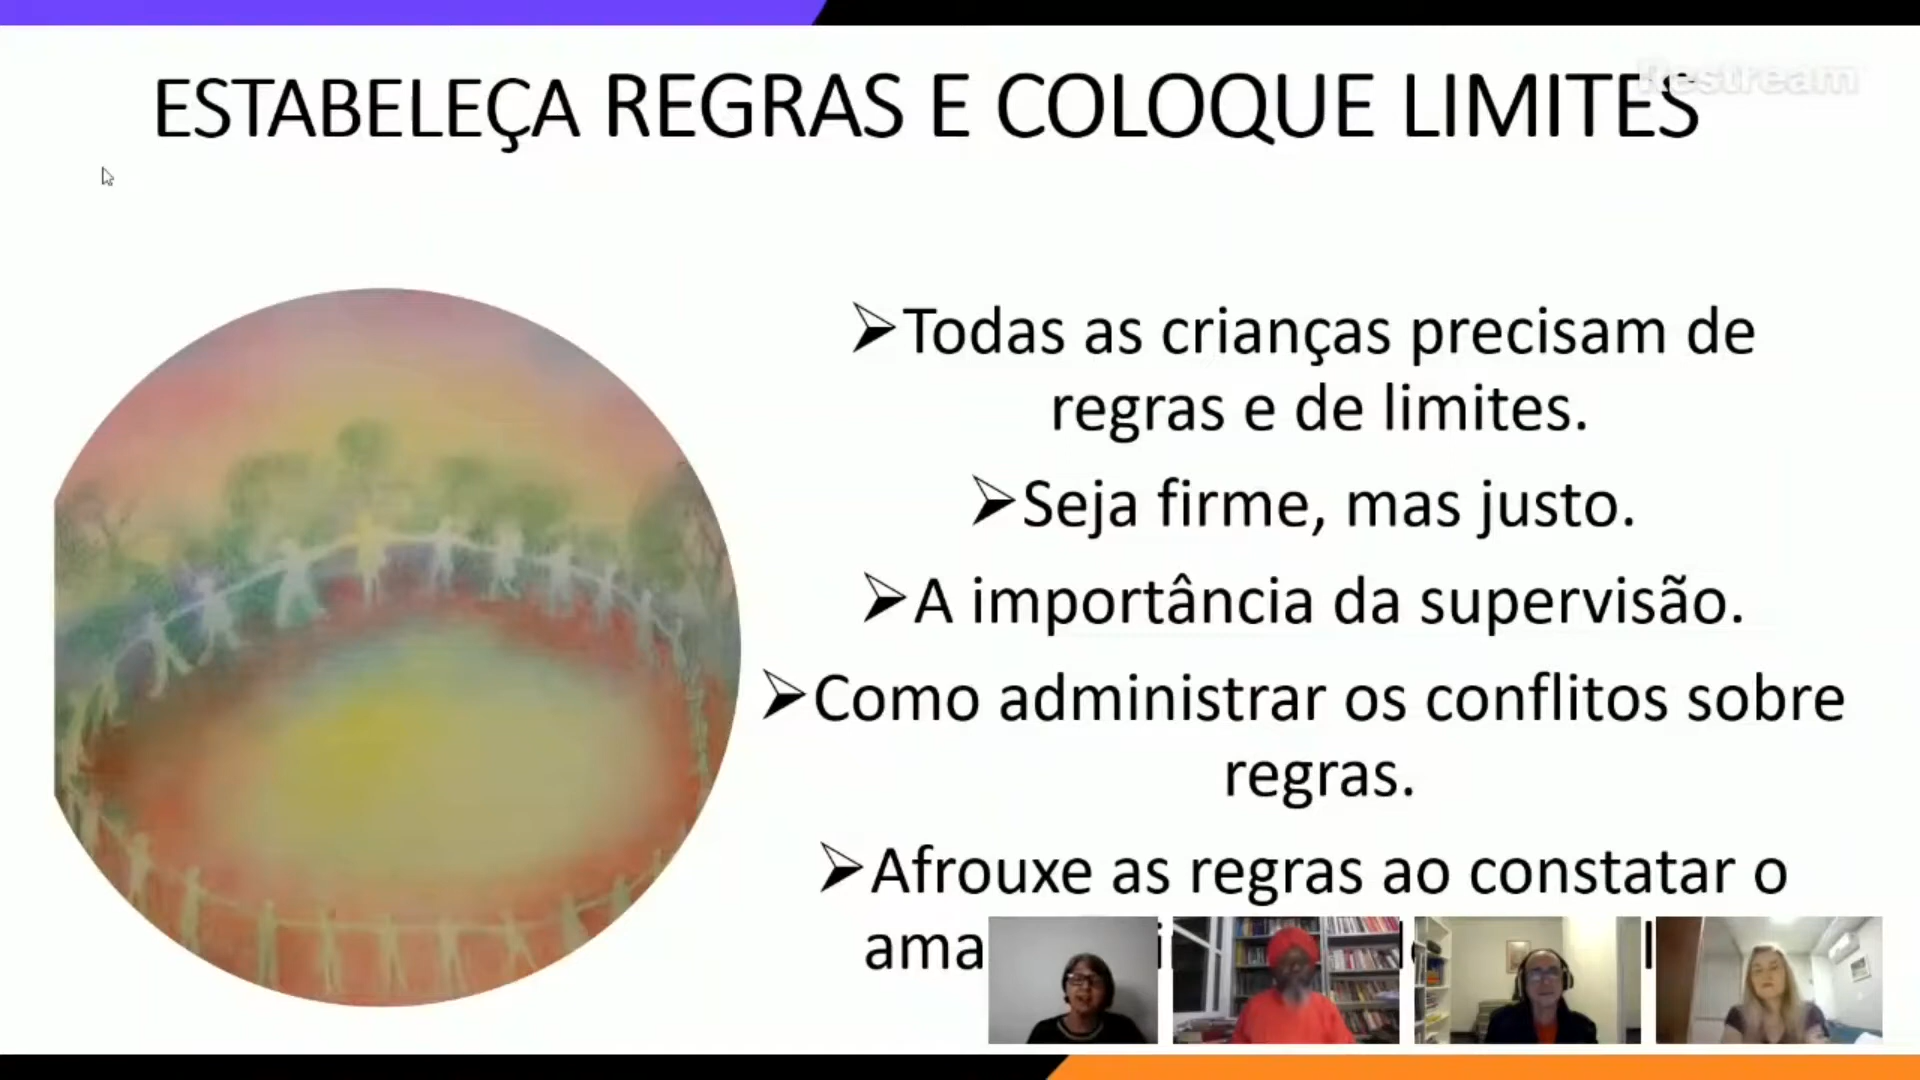 Restream
ESTABELEÇA REGRAS E COLOQUE LIMITES
➢Todas as crianças precisam de
regras e de limites.
➢Seja firme, mas justo.
➢A importância da supervisão.
➢Como administrar os conflitos sobre
regras.
➢Afrouxe as regras ao constatar o